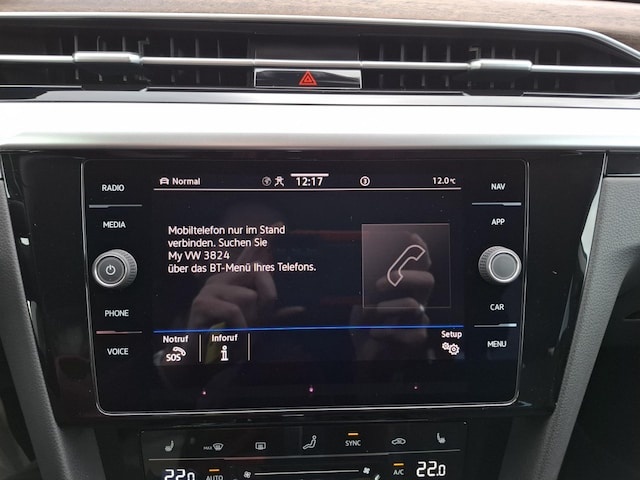 RADIO
MEDIA
PHONE
VOICE
Normal
12:17
3
12.0°C
Mobiltelefon nur im Stand
verbinden. Suchen Sie
My VW 3824
über das BT-Menü Ihres Telefons.
Notruf
SOS
Inforuf
i
Setup
NAV
APP
CAR
MENU
MAX
SYNC
22.0
AUTO
A/C
22.0